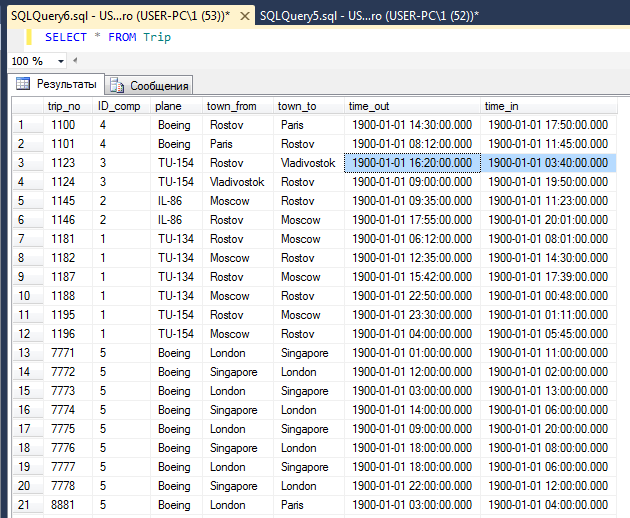 SQLQuery6.sql - US...ro (USER-PC\1 (53))* SQLQuery5.sql - US...ro (USER-PC\1 (52))*
SELECT * FROM Trip
100 %
Результаты Сообщения
trip_no ID_comp plane town_from town_to time_out time_in
1 1100 4 Boeing Rostov Paris 1900-01-01 14:30:00.000 1900-01-01 17:50:00.000
2 1101 4 Boeing Paris Rostov 1900-01-01 08:12:00.000 1900-01-01 11:45:00.000
3 1123 3 TU-154 Rostov Vladivostok 1900-01-01 16:20:00.000 1900-01-01 03:40:00.000
4 1124 3 TU-154 Vladivostok Rostov 1900-01-01 09:00:00.000 1900-01-01 19:50:00.000
5 1145 2 IL-86 Moscow Rostov 1900-01-01 09:35:00.000 1900-01-01 11:23:00.000
6 1146 2 IL-86 Rostov Moscow 1900-01-01 17:55:00.000 1900-01-01 20:01:00.000
7 1181 1 TU-134 Rostov Moscow 1900-01-01 06:12:00.000 1900-01-01 08:01:00.000
8 1182 1 TU-134 Moscow Rostov 1900-01-01 12:35:00.000 1900-01-01 14:30:00.000
9 1187 1 TU-134 Rostov Moscow 1900-01-01 15:42:00.000 1900-01-01 17:39:00.000
10 1188 1 TU-134 Moscow Rostov 1900-01-01 22:50:00.000 1900-01-01 00:48:00.000
11 1195 1 TU-154 Rostov Moscow 1900-01-01 23:30:00.000 1900-01-01 01:11:00.000
12 1196 1 TU-154 Moscow Rostov 1900-01-01 04:00:00.000 1900-01-01 05:45:00.000
13 7771 5 Boeing London Singapore 1900-01-01 01:00:00.000 1900-01-01 11:00:00.000
14 7772 5 Boeing Singapore London 1900-01-01 12:00:00.000 1900-01-01 02:00:00.000
15 7773 5 Boeing London Singapore 1900-01-01 03:00:00.000 1900-01-01 13:00:00.000
16 7774 5 Boeing Singapore London 1900-01-01 14:00:00.000 1900-01-01 06:00:00.000
17 7775 5 Boeing London Singapore 1900-01-01 09:00:00.000 1900-01-01 20:00:00.000
18 7776 5 Boeing Singapore London 1900-01-01 18:00:00.000 1900-01-01 08:00:00.000
19 7777 5 Boeing London Singapore 1900-01-01 18:00:00.000 1900-01-01 06:00:00.000
20 7778 5 Boeing Singapore London 1900-01-01 22:00:00.000 1900-01-01 12:00:00.000
21 8881 5 Boeing London Paris 1900-01-01 03:00:00.000 1900-01-01 04:00:00.000